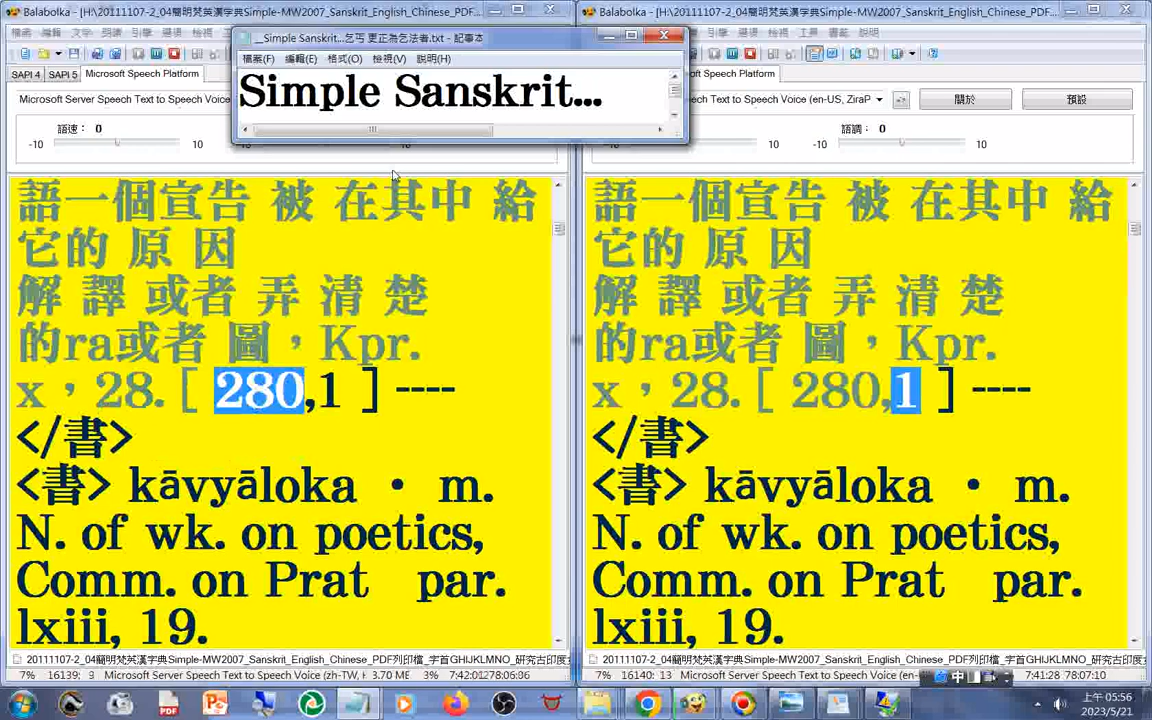 Balabolka - [H:\20111107-2_04簡明梵英漢字典Simple-MW2007_Sanskrit_English_Chinese_PDF...
Balabolka - [H:\20111107-2_04簡明梵英漢字典Simple-MW2007_Sanskrit_English_Chinese_PDF...
__Simple Sanskrit...乞丐 更正為乞法者.txt - 記事本
檔案(F) 編輯(E) 格式(O) 檢視(V) 說明(H)
Simple Sanskrit...
SAPI 4 SAPI 5 Microsoft Speech Platform
oft Speech Platform
Microsoft Server Speech Text to Speech Voice
ch Text to Speech Voice (en-US, ZiraP
關於
預設
語速： 0
-10 10
10
語調： 0
10 -10 10
語一個宣告 被 在其中 給
它的 原 因
解 譯 或者 弄 清 楚
的ra或者 圖，Kpr.
x，28. [ 280,1 ] ----
</書>
<書> kāvyāloka • m.
N. of wk. on poetics,
Comm. on Prat par.
lxiii, 19.
語一個宣告 被 在其中 給
它的 原 因
解 譯 或者 弄 清 楚
的ra或者 圖，Kpr.
x，28. [ 280,1 ] ----
</書>
<書> kāvyāloka • m.
N. of wk. on poetics,
Comm. on Prat par.
lxiii, 19.
20111107-2_04簡明梵英漢字典Simple-MW2007_Sanskrit_English_Chinese_PDF列印檔_字首GHIJKLMNO_研究古印度
20111107-2_04簡明梵英漢字典Simple-MW2007_Sanskrit_English_Chinese_PDF列印檔_字首GHIJKLMNO_研究古印度
7% 16139: 9 Microsoft Server Speech Text to Speech Voice (zh-TW, H 3.70 ME 3%
7% 16140: 13 Microsoft Server Speech Text to Speech Voice 7:41:28 78:07:10
中
上午 05:56
2023/5/21